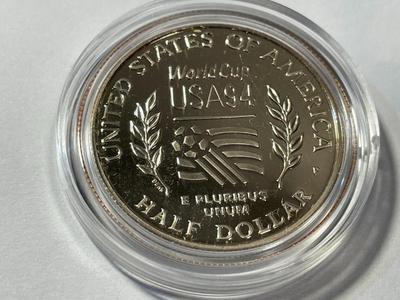 UNITED STATES OF AMERICA
World Cup
USA94
P
E PLURIBUS
UNUM
HALF DOLLAR